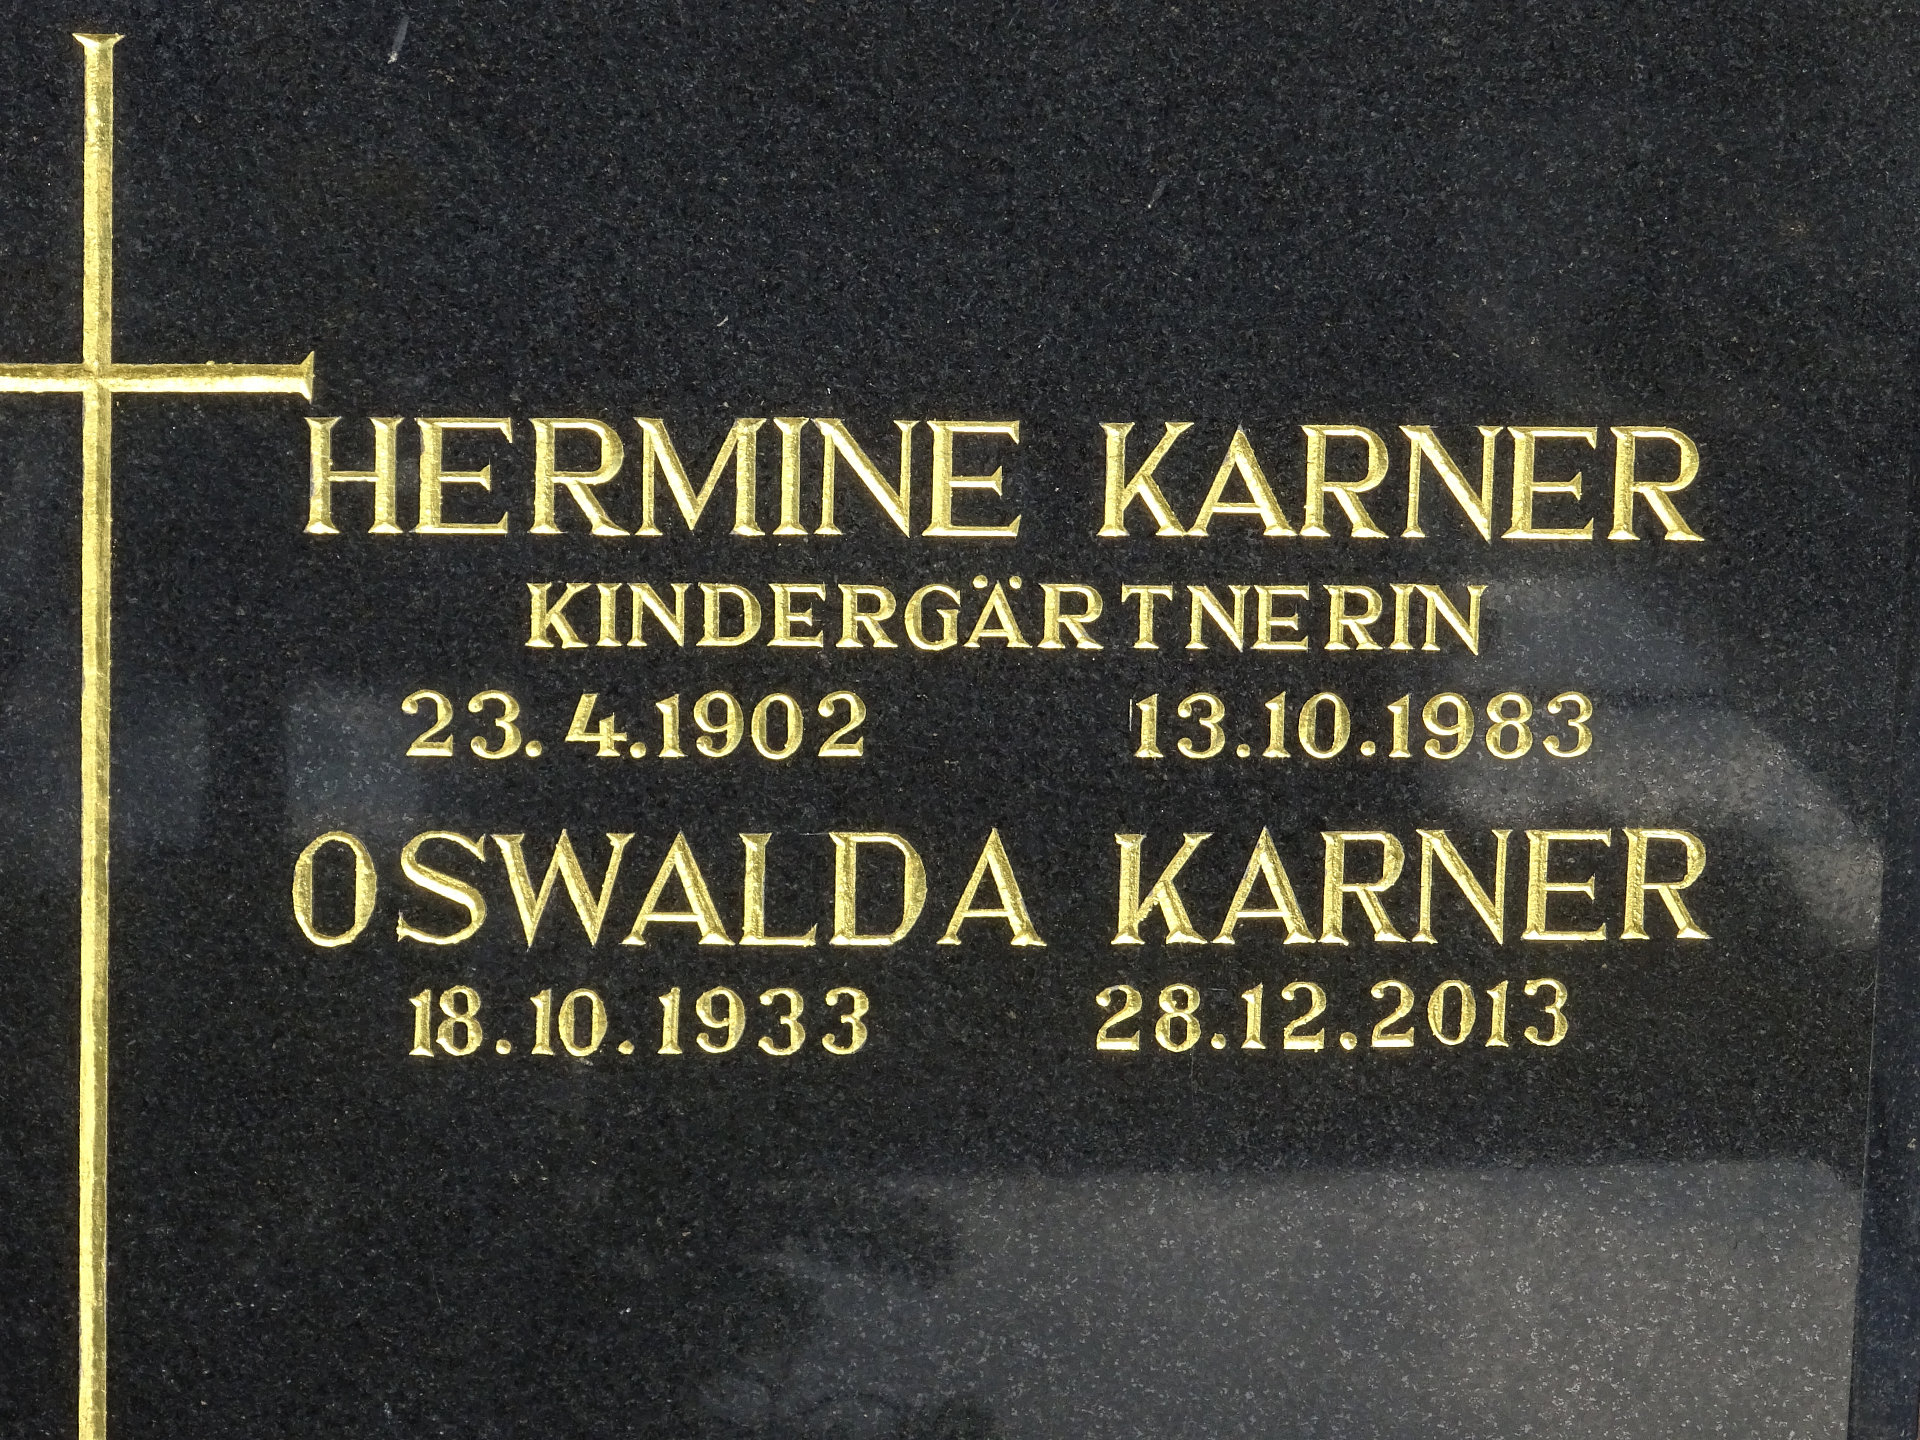 HERMINE KARNER
KINDERGÄRTNERIN
23. 4.1902 13.10.1983
OSWALDA KARNER
18.10.1933 28.12.2013